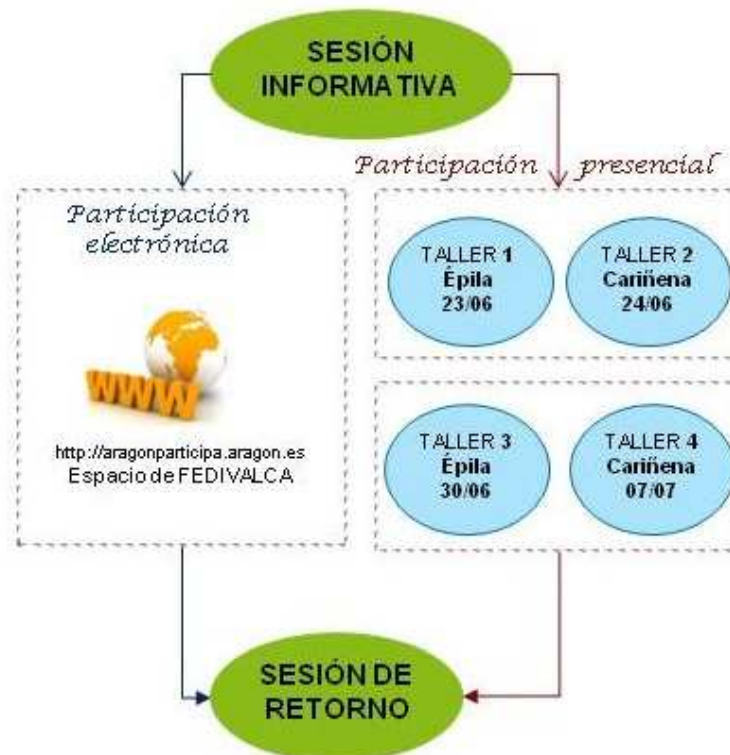 SESIÓN
INFORMATIVA
Participación electrónica
WWW
http://aragonparticipa.aragon.es
Espacio de FEDIVALCA
Participación presencial
TALLER 1
Épila
23/06
TALLER 2
Cariñena
24/06
TALLER 3
Épila
30/06
TALLER 4
Cariñena
07/07
SESIÓN DE
RETORNO